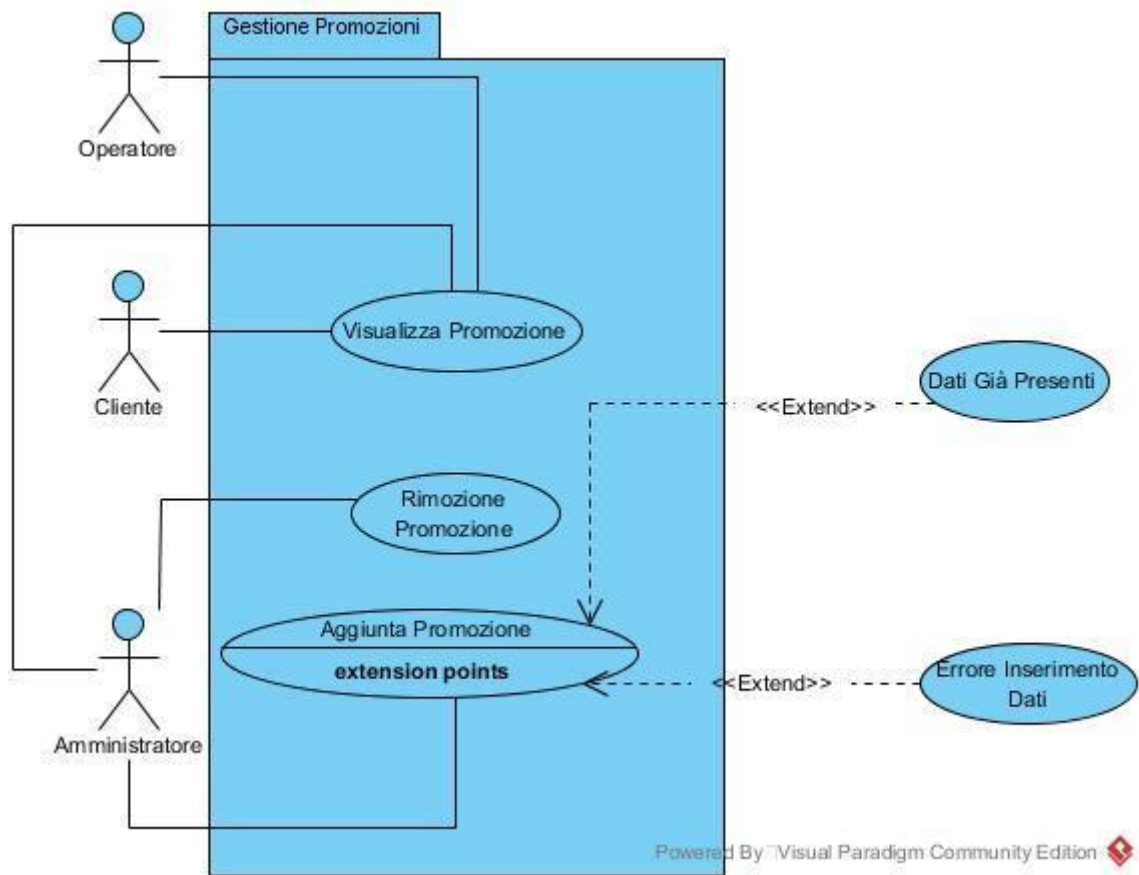 Gestione Promozioni
Operatore
Visualizza Promozione
Cliente
Dati Già Presenti
<<Extend>>
Rimozione
Promozione
Aggiunta Promozione
extension points
<<Extend>>
Errore Inserimento
Dati
Amministratore
Powered By Visual Paradigm Community Edition